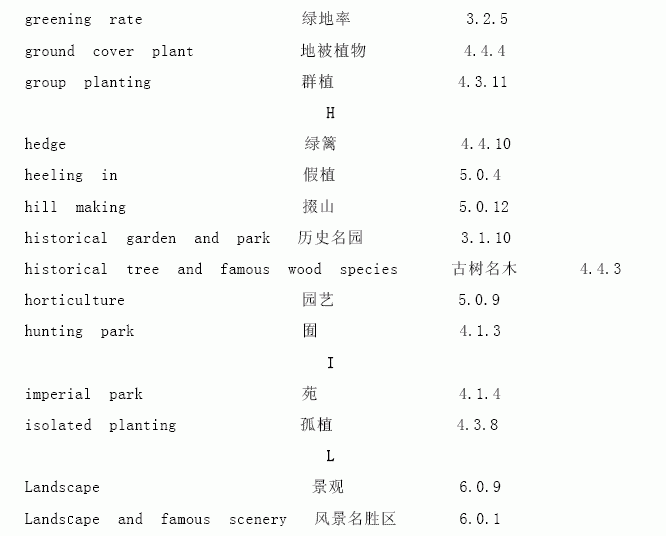 greening rate 绿地率 3.2.5
ground cover plant 地被植物 4.4.4
group planting 群植 4.3.11
H
hedge 绿篱 4.4.10
heeling in 假植 5.0.4
hill making 掇山 5.0.12
historical garden and park 历史名园 3.1.10
historical tree and famous wood species 古树名木 4.4.3
horticulture 园艺 5.0.9
hunting park 囿 4.1.3
I
imperial park 苑 4.1.4
isolated planting 孤植 4.3.8
L
Landscape 景观 6.0.9
Landscape and famous scenery 风景名胜区 6.0.1